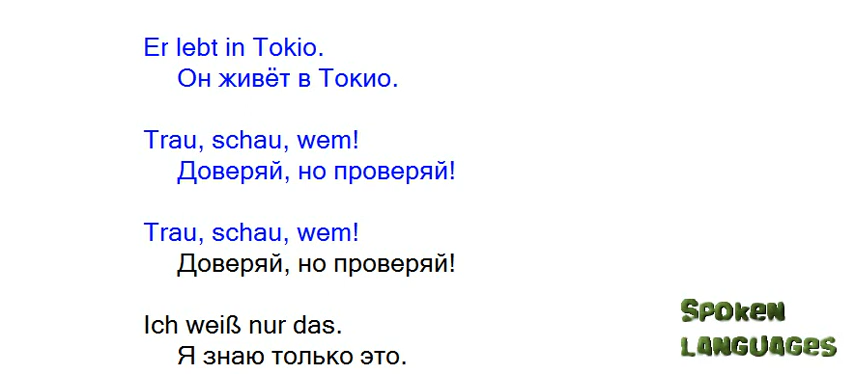 Er lebt in Tokio.
Он живёт в Токио.
Trau, schau, wem!
Доверяй, но проверяй!
Trau, schau, wem!
Доверяй, но проверяй!
Ich weiß nur das.
Я знаю только это.
SPOKEN
LANGUAGES